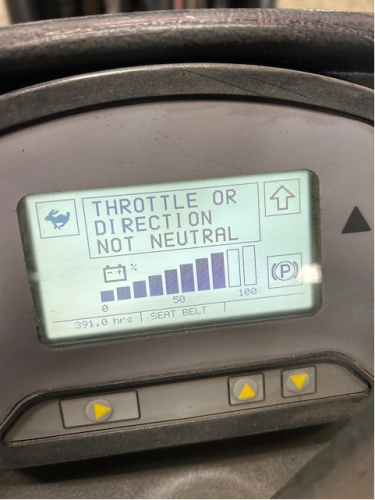 THROTTLE OR
DIRECTION
NOT NEUTRAL
%
0 50 100
(P)
391.0 hrs | SEAT BELT |